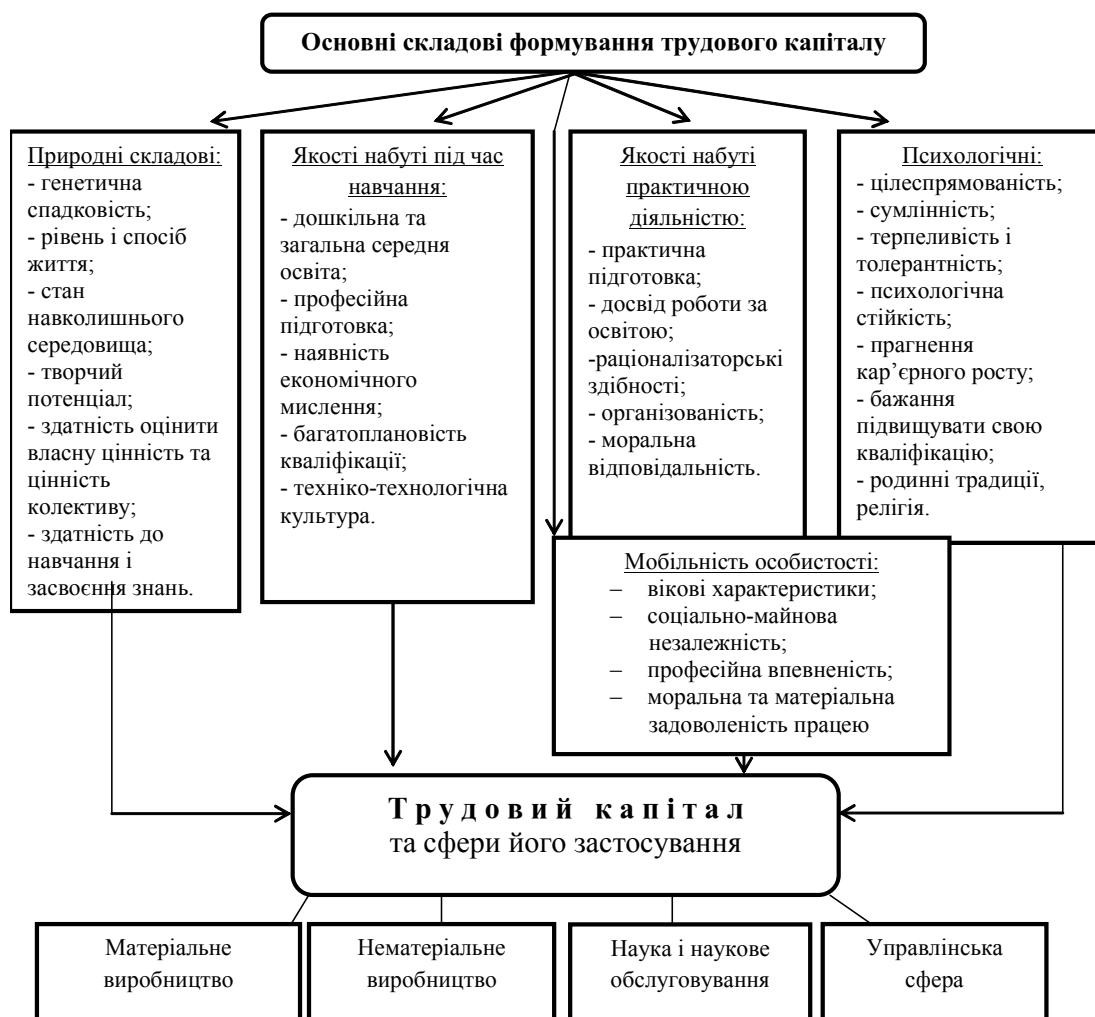 Основні складові формування трудового капіталу
Природні складові:
- генетична
спадковість;
- рівень і спосіб
життя;
- стан
навколишнього
середовища;
- творчий
потенціал;
- здатність оцінити
власну цінність та
цінність
колективу;
- здатність до
навчання і
засвоєння знань.
Якості набуті під час
навчання:
- дошкільна та
загальна середня
освіта;
- професійна
підготовка;
- наявність
економічного
мислення;
- багатоплановість
кваліфікації;
- техніко-технологічна
культура.
Якості набуті
практичною
діяльністю:
- практична
підготовка;
- досвід роботи за
освітою;
-раціоналізаторські
здібності;
- організованість;
- моральна
відповідальність.
Психологічні:
- цілеспрямованість;
- сумлінність;
- терпеливість і
толерантність;
- психологічна
стійкість;
- прагнення
кар’єрного росту;
- бажання
підвищувати свою
кваліфікацію;
- родинні традиції,
релігія.
Мобільність особистості:
– вікові характеристики;
– соціально-майнова
незалежність;
– професійна впевненість;
– моральна та матеріальна
задоволеність працею
Трудовий капітал
та сфери його застосування
Матеріальне
виробництво
Нематеріальне
виробництво
Наука і наукове
обслуговування
Управлінська
сфера